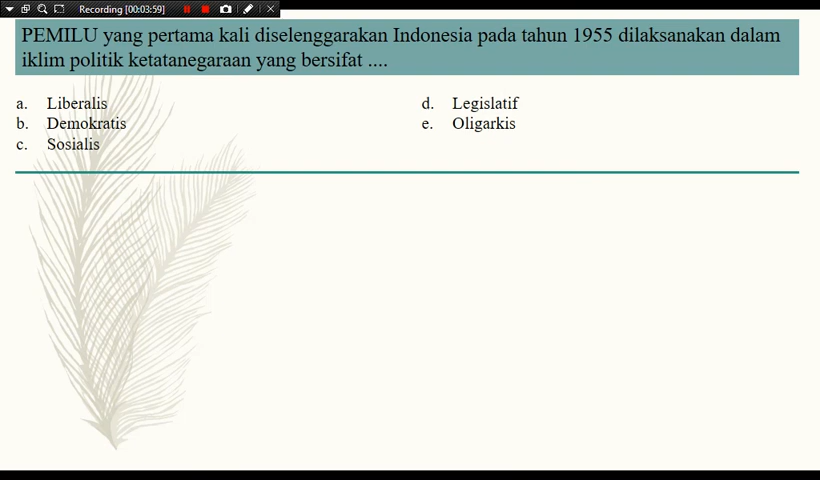 Recording [00:03:59]
PEMILU yang pertama kali diselenggarakan Indonesia pada tahun 1955 dilaksanakan dalam
iklim politik ketatanegaraan yang bersifat ....
a. Liberalis
b. Demokratis
c. Sosialis
d. Legislatif
e. Oligarkis